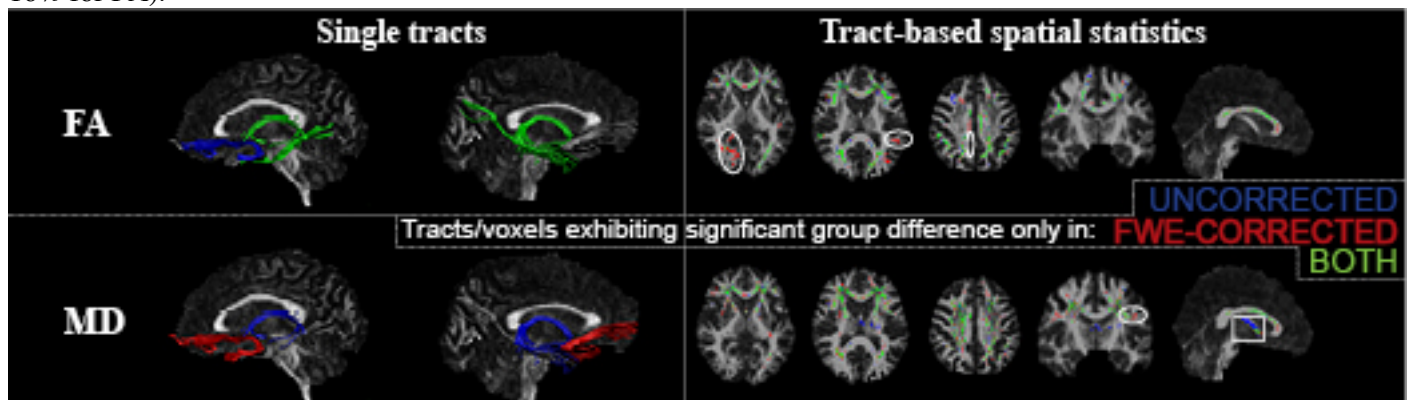 Single tracts
Tract-based spatial statistics
FA
UNCORRECTED
Tracts/voxels exhibiting significant group difference only in: FWE-CORRECTED
BOTH
MD